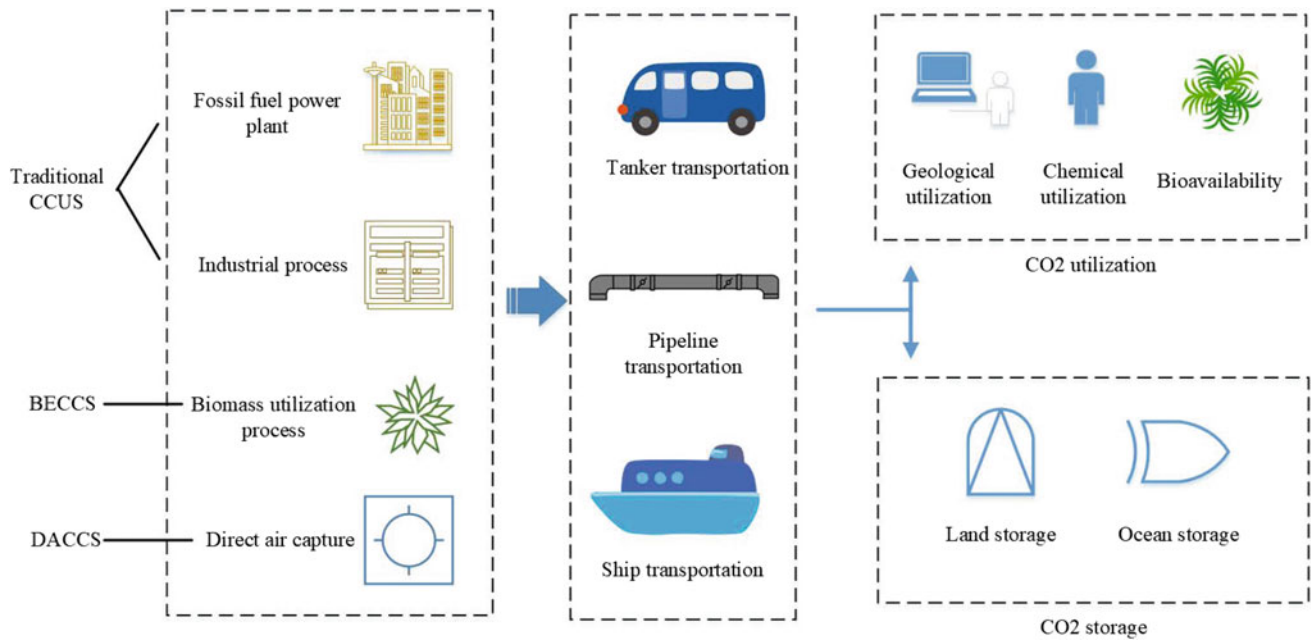 Traditional
CCUS
BECCS
DACCS
Fossil fuel power
plant
Industrial process
Biomass utilization
process
Direct air capture
Tanker transportation
Pipeline
transportation
Ship transportation
Geological
utilization
Chemical
utilization
Bioavailability
CO2 utilization
Land storage
Ocean storage
CO2 storage